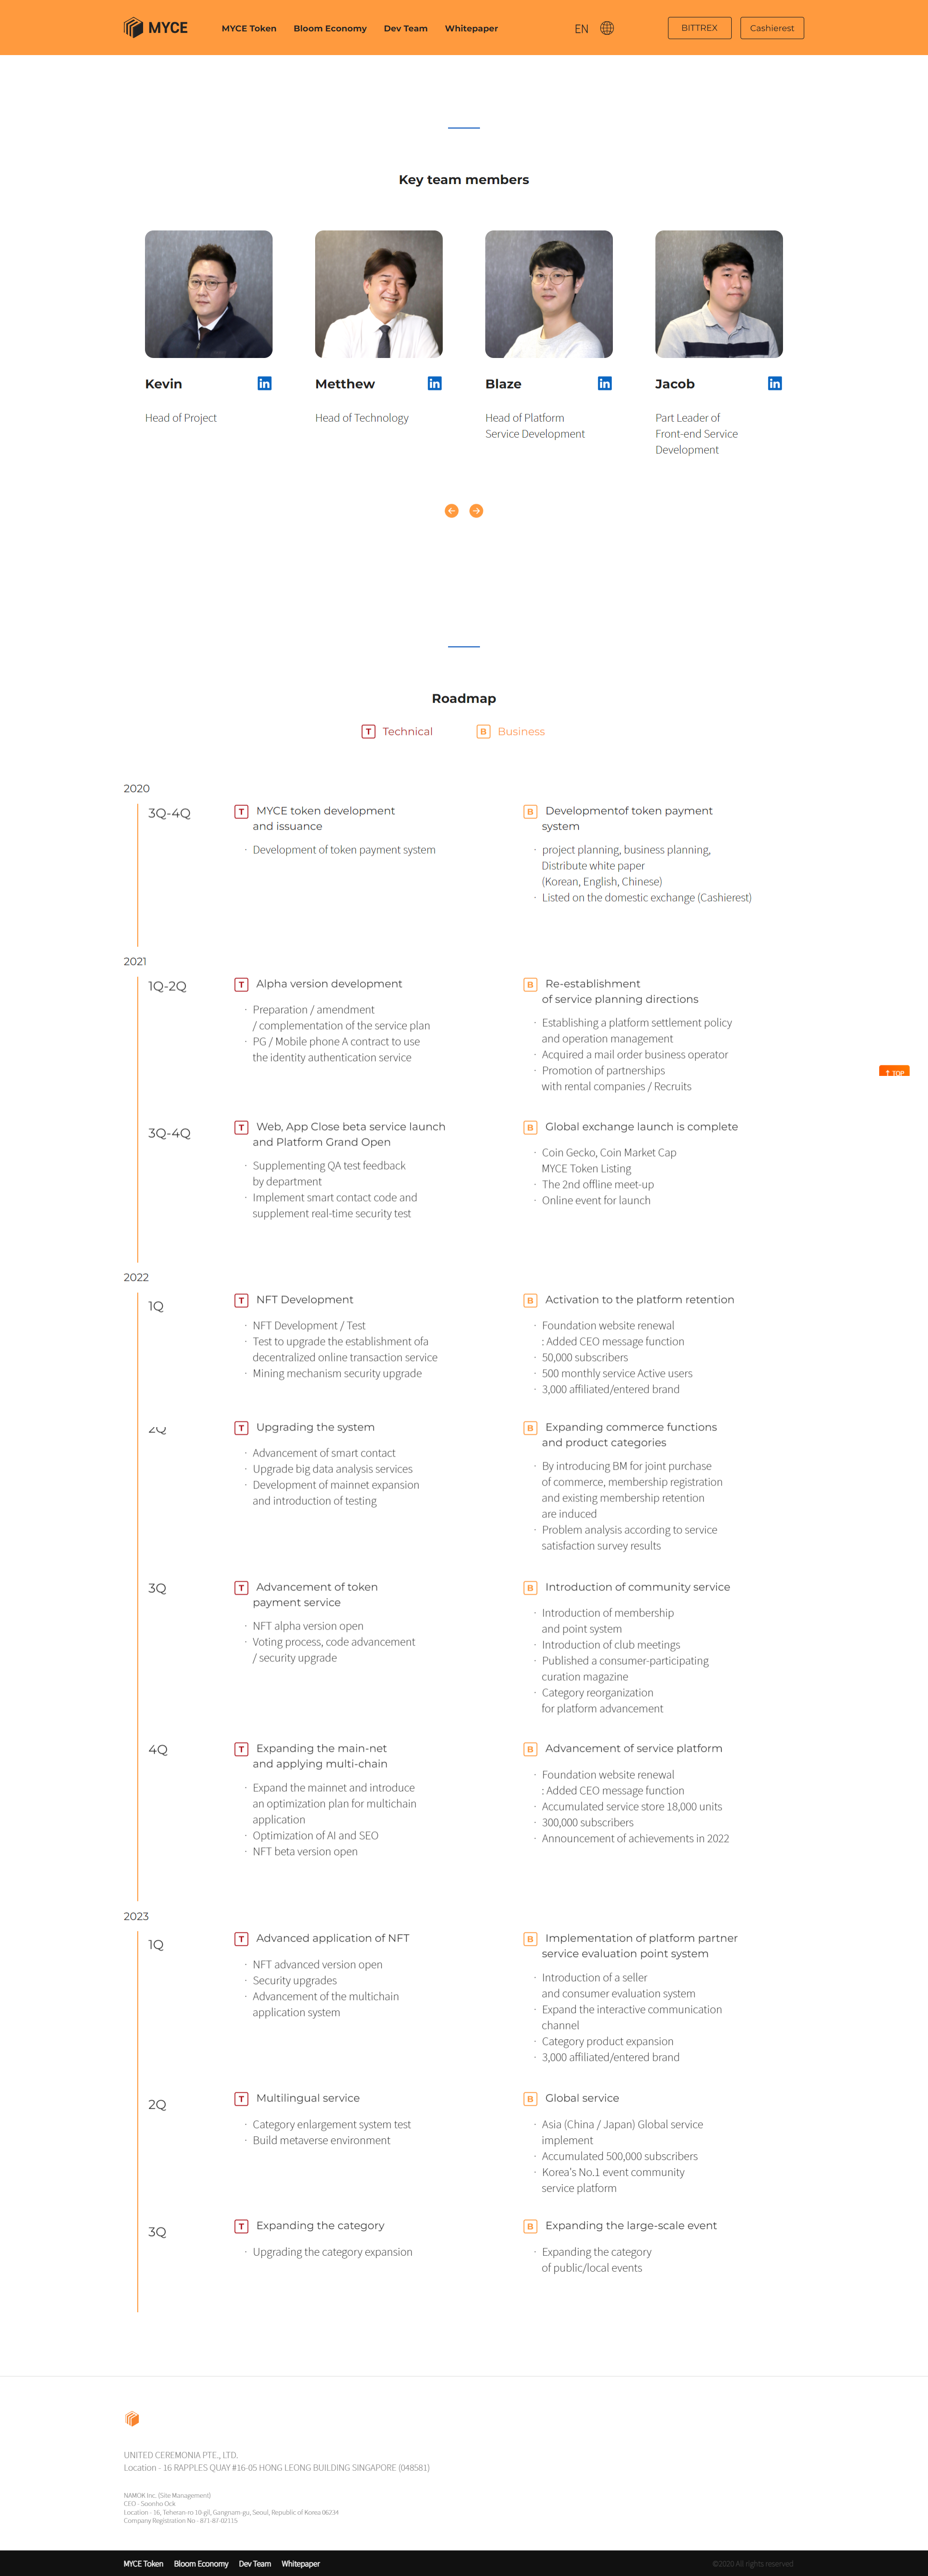 MYCE
MYCE Token Bloom Economy Dev Team Whitepaper
EN
BITTREX
Cashierest
Key team members
Kevin
Head of Project
Metthew
Head of Technology
Blaze
Head of Platform
Service Development
Jacob
Part Leader of
Front-end Service
Development
Roadmap
T Technical
B Business
2020
3Q-4Q
T MYCE token development
and issuance
· Development of token payment system
B Developmentof token payment
system
· project planning, business planning,
Distribute white paper
(Korean, English, Chinese)
· Listed on the domestic exchange (Cashierest)
2021
1Q-2Q
T Alpha version development
· Preparation / amendment
/ complementation of the service plan
· PG / Mobile phone A contract to use
the identity authentication service
B Re-establishment
of service planning directions
· Establishing a platform settlement policy
and operation management
· Acquired a mail order business operator
· Promotion of partnerships
with rental companies / Recruits
↑ TOP
3Q-4Q
T Web, App Close beta service launch
and Platform Grand Open
· Supplementing QA test feedback
by department
· Implement smart contact code and
supplement real-time security test
B Global exchange launch is complete
· Coin Gecko, Coin Market Cap
MYCE Token Listing
· The 2nd offline meet-up
· Online event for launch
2022
1Q
T NFT Development
· NFT Development / Test
· Test to upgrade the establishment ofa
decentralized online transaction service
· Mining mechanism security upgrade
B Activation to the platform retention
· Foundation website renewal
: Added CEO message function
· 50,000 subscribers
· 500 monthly service Active users
· 3,000 affiliated/entered brand
2Q
T Upgrading the system
· Advancement of smart contact
· Upgrade big data analysis services
· Development of mainnet expansion
and introduction of testing
B Expanding commerce functions
and product categories
· By introducing BM for joint purchase
of commerce, membership registration
and existing membership retention
are induced
· Problem analysis according to service
satisfaction survey results
3Q
T Advancement of token
payment service
· NFT alpha version open
· Voting process, code advancement
/ security upgrade
B Introduction of community service
· Introduction of membership
and point system
· Introduction of club meetings
· Published a consumer-participating
curation magazine
· Category reorganization
for platform advancement
4Q
T Expanding the main-net
and applying multi-chain
· Expand the mainnet and introduce
an optimization plan for multichain
application
· Optimization of AI and SEO
· NFT beta version open
B Advancement of service platform
· Foundation website renewal
: Added CEO message function
· Accumulated service store 18,000 units
· 300,000 subscribers
· Announcement of achievements in 2022
2023
1Q
T Advanced application of NFT
· NFT advanced version open
· Security upgrades
· Advancement of the multichain
application system
B Implementation of platform partner
service evaluation point system
· Introduction of a seller
and consumer evaluation system
· Expand the interactive communication
channel
· Category product expansion
· 3,000 affiliated/entered brand
2Q
T Multilingual service
· Category enlargement system test
· Build metaverse environment
B Global service
· Asia (China / Japan) Global service
implement
· Accumulated 500,000 subscribers
· Korea's No.1 event community
service platform
3Q
T Expanding the category
· Upgrading the category expansion
B Expanding the large-scale event
· Expanding the category
of public/local events
UNITED CEREMONIA PTE., LTD.
Location - 16 RAPPLES QUAY #16-05 HONG LEONG BUILDING SINGAPORE (048581)
NAMOK Inc. (Site Management)
CEO - Soonho Ock
Location - 16, Teheran-ro 10-gil, Gangnam-gu, Seoul, Republic of Korea 06234
Company Registration No - 871-87-02115
MYCE Token Bloom Economy Dev Team Whitepaper
©2020 All rights reserved